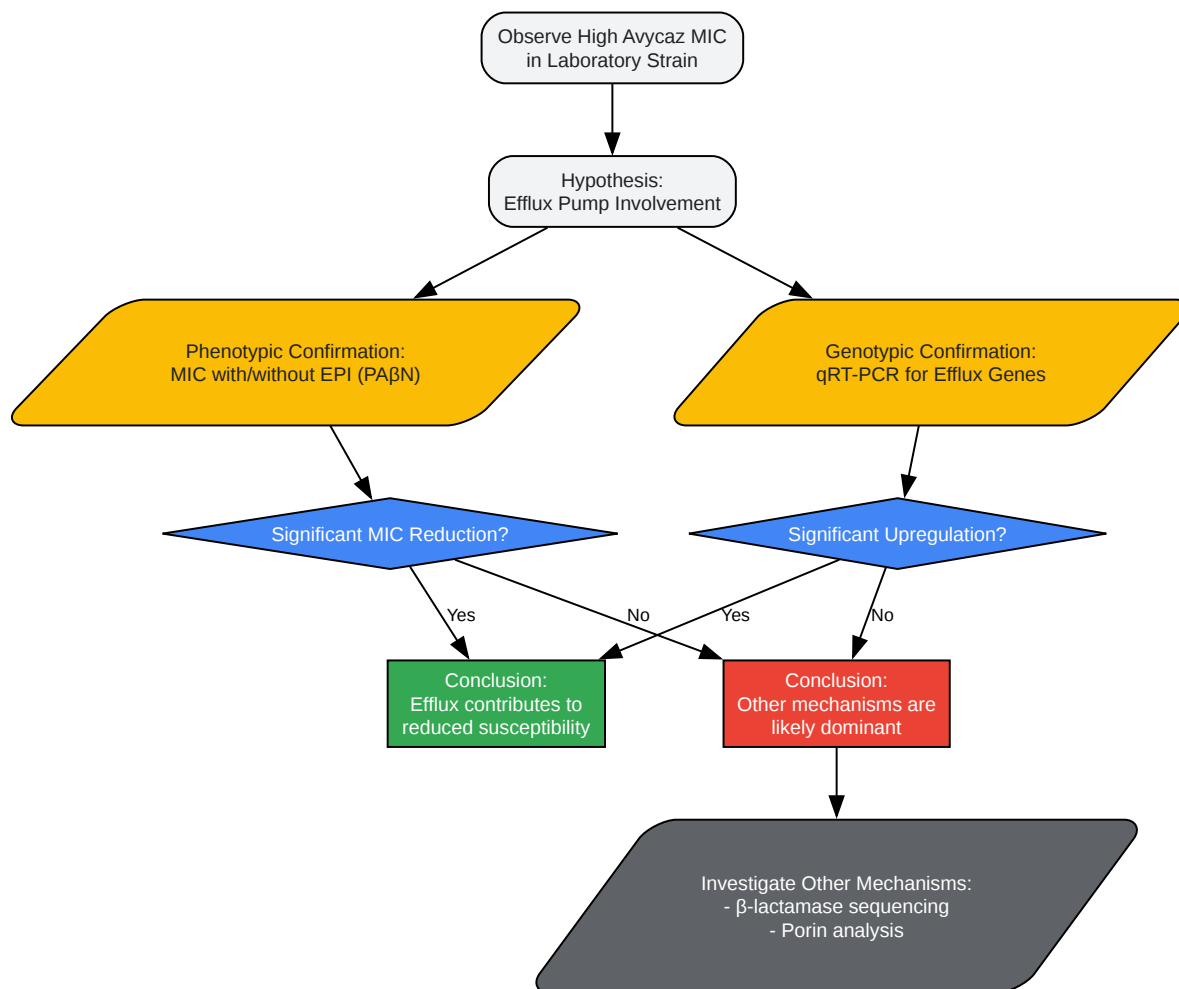 Observe High Avycaz MIC
in Laboratory Strain
Hypothesis:
Efflux Pump Involvement
Phenotypic Confirmation:
MIC with/without EPI (PAβN)
Genotypic Confirmation:
qRT-PCR for Efflux Genes
Significant MIC Reduction?
Significant Upregulation?
Yes
No
Yes
No
Conclusion:
Efflux contributes to
reduced susceptibility
Conclusion:
Other mechanisms are
likely dominant
Investigate Other Mechanisms:
- β-lactamase sequencing
- Porin analysis